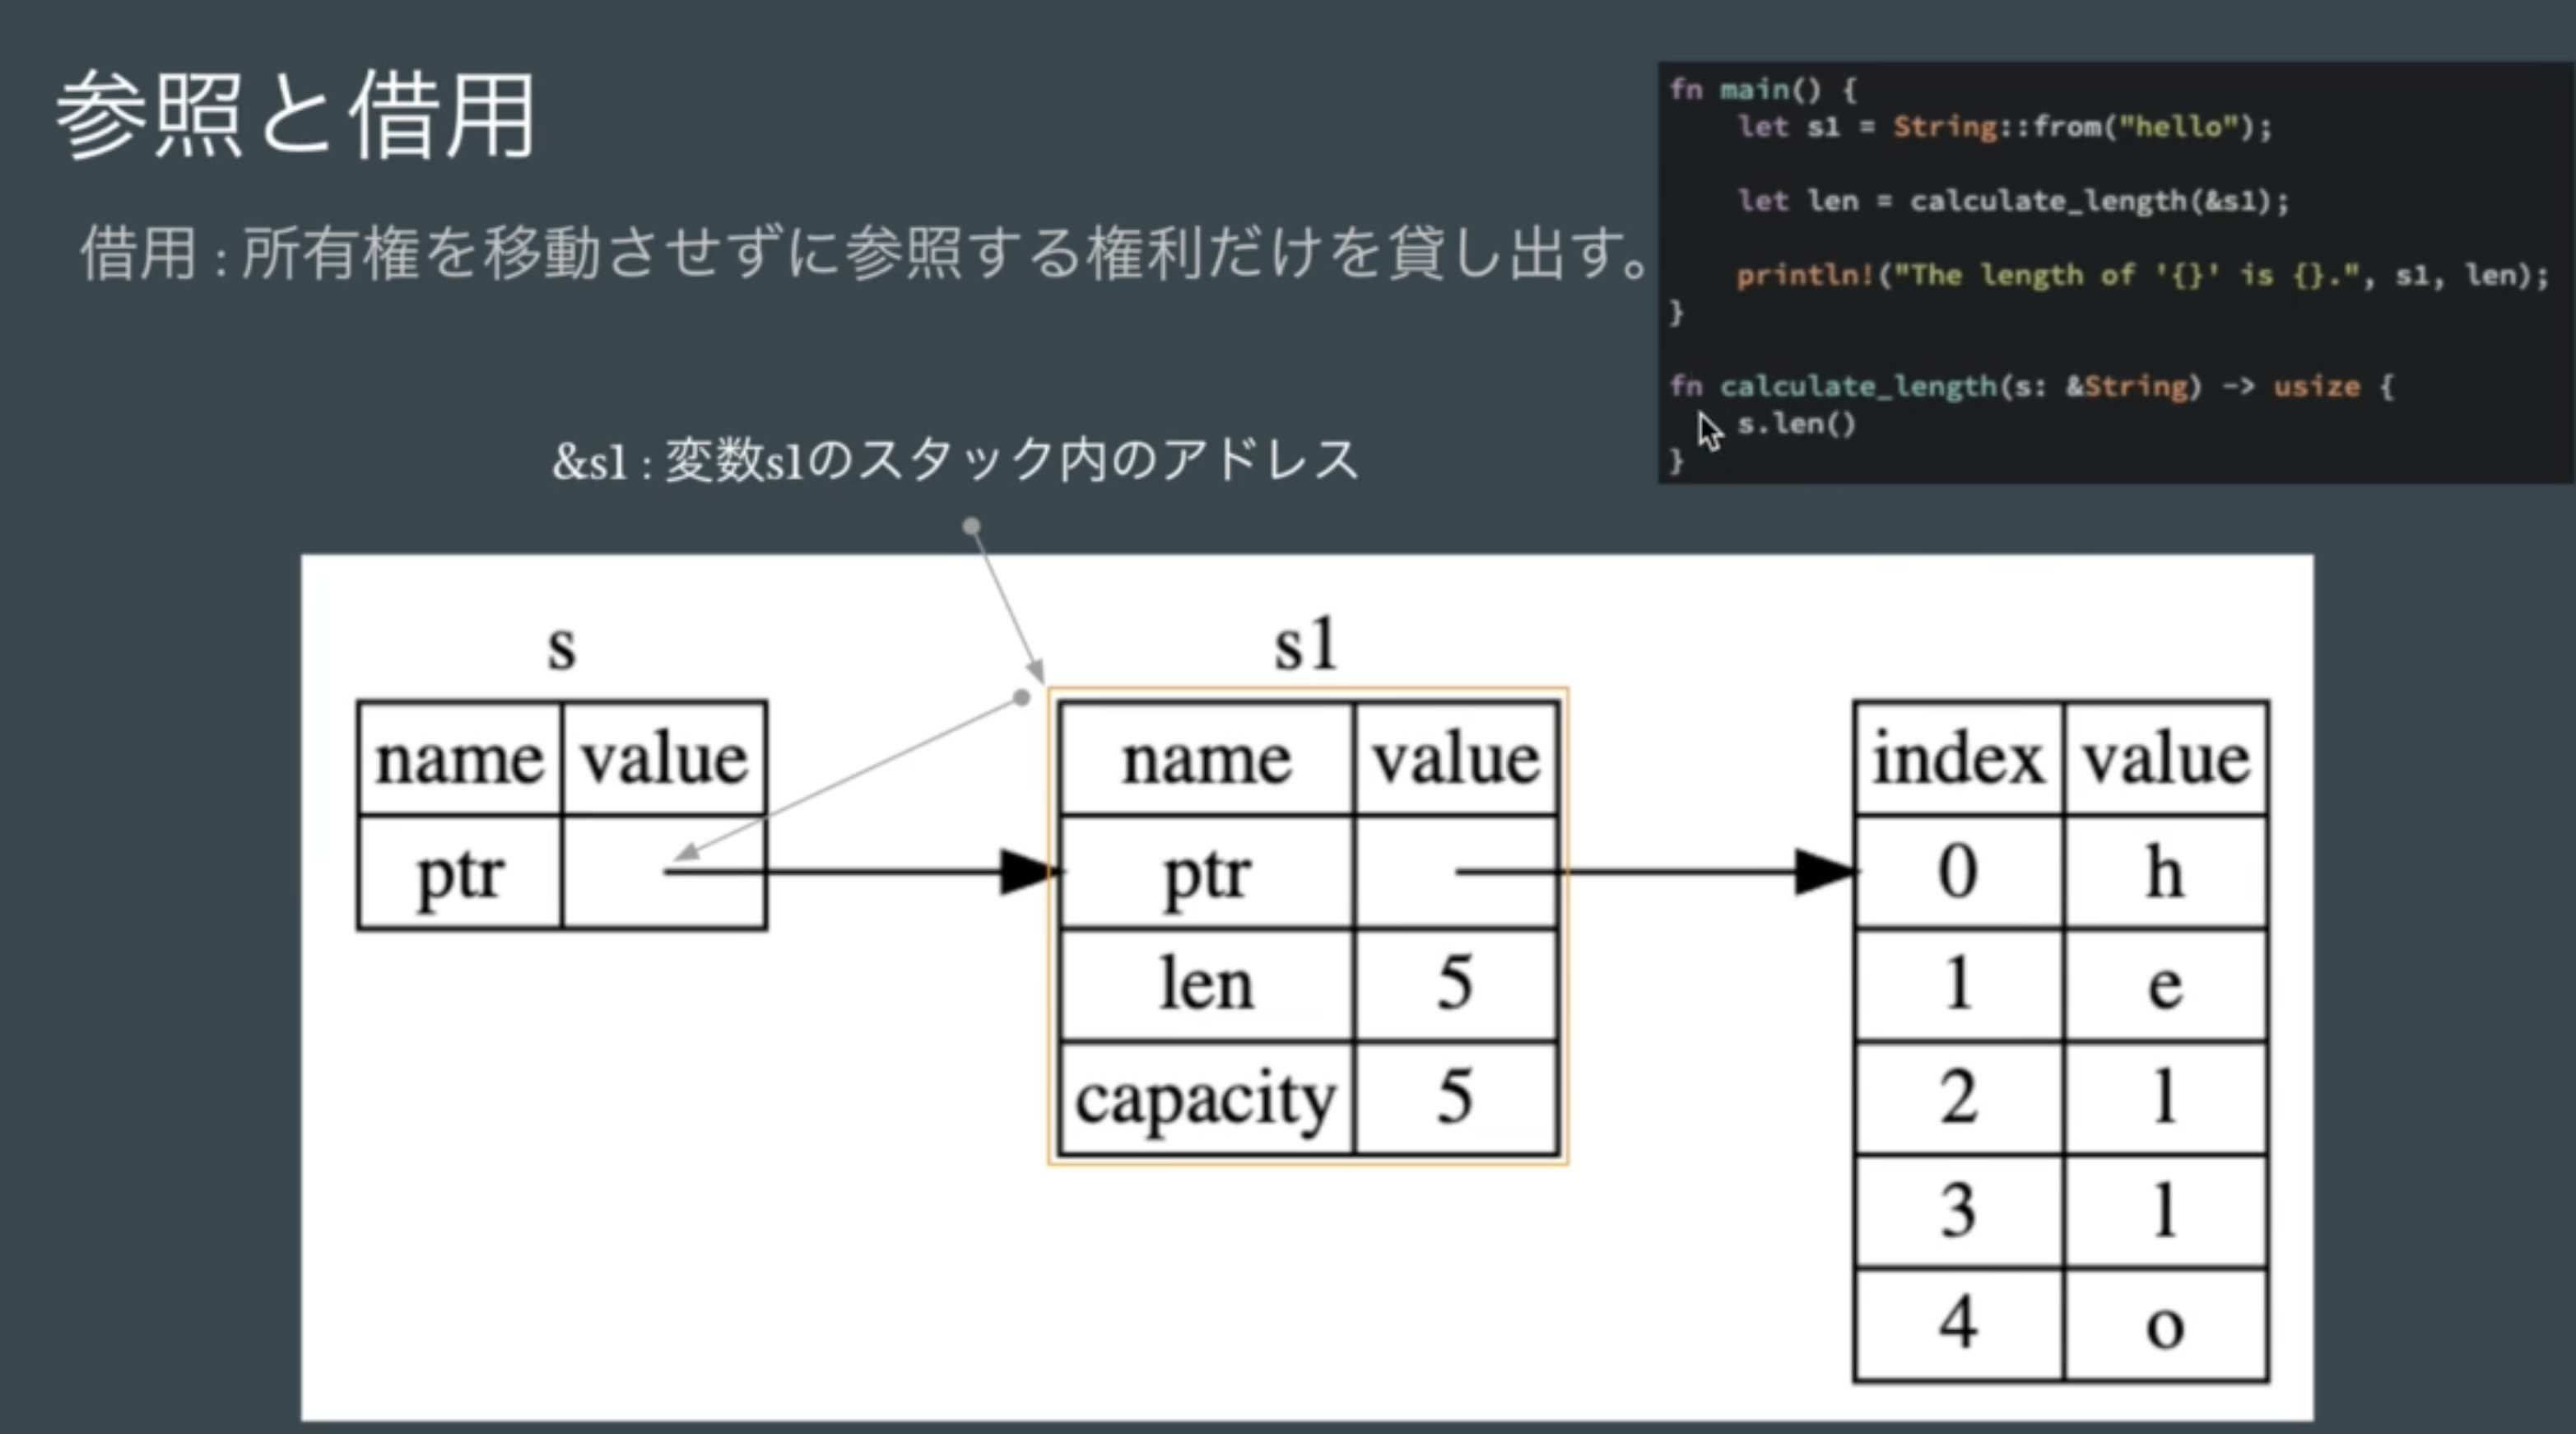 参照と借用
借用 : 所有権を移動させずに参照する権利だけを貸し出す。
fn main() {
    let s1 = String::from("hello");
    let len = calculate_length(&s1);
    println!("The length of '{}' is {}.", s1, len);
}
fn calculate_length(s: &String) -> usize {
    s.len()
}
&s1 : 変数s1のスタック内のアドレス
s
name value
ptr
s1
name value
ptr
len 5
capacity 5
index value
0 h
1 e
2 l
3 l
4 o